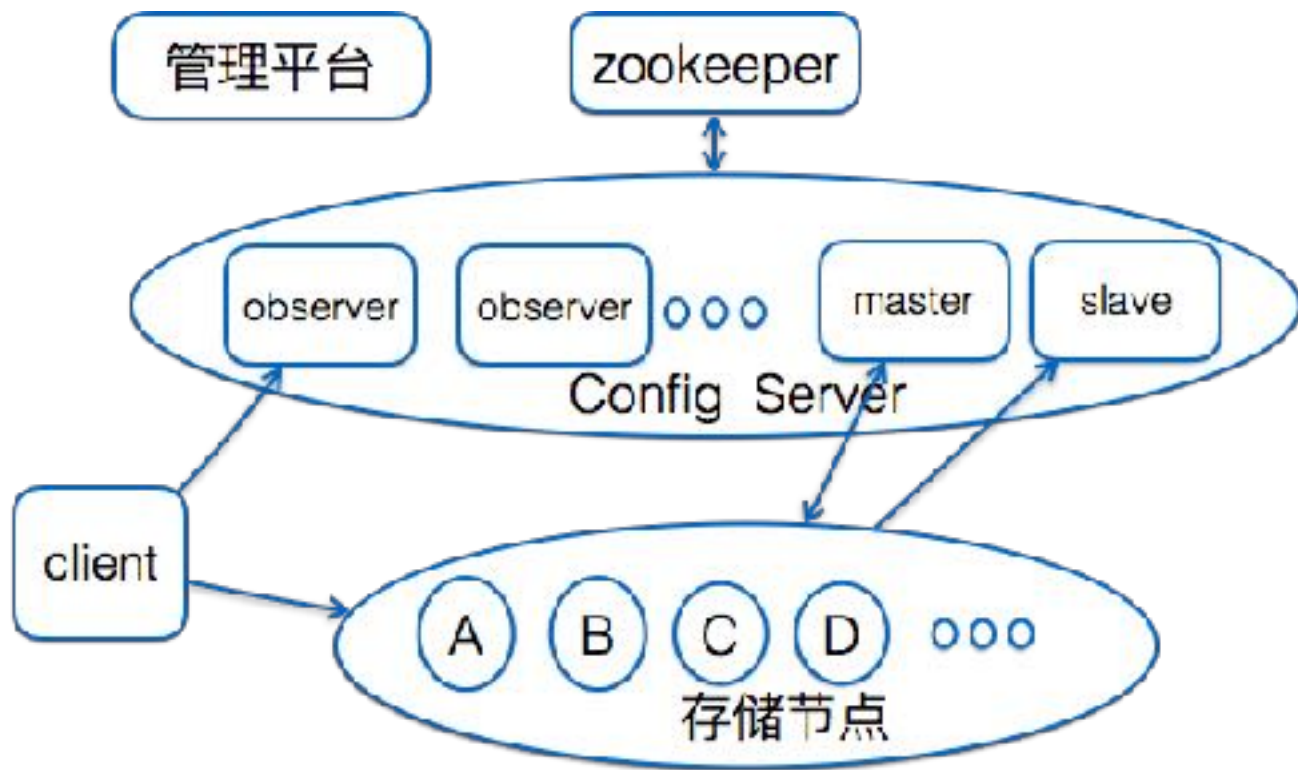 管理平台
zookeeper
observer
observer
master
slave
Config Server
client
A
B
C
D
存储节点